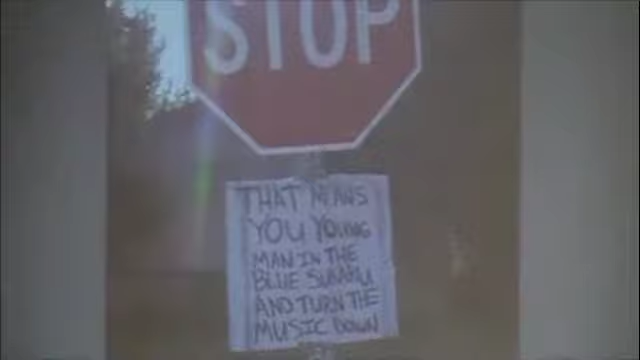 STOP
THAT MEANS
YOU YOUNG
MAN IN THE
BLUE SUBARU
AND TURN THE
MUSIC DOWN